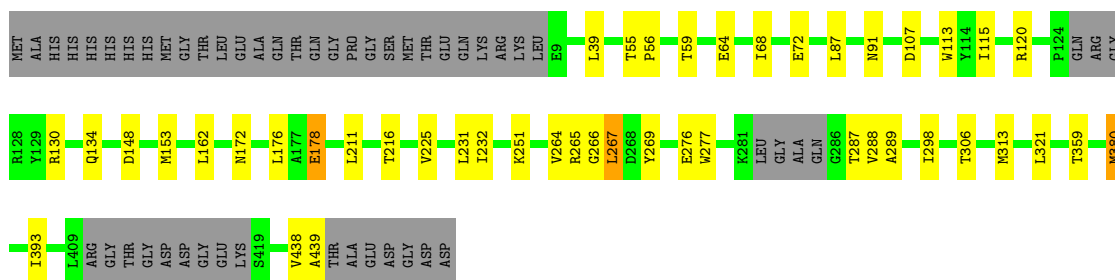 MET ALA HIS HIS HIS HIS HIS HIS MET GLY THR LEU GLU ALA GLN THR GLN GLY PRO GLY SER MET THR GLU GLN LYS ARG LYS LEU E9 L39 T55 P56 T59 E64 I68 E72 L87 N91 D107 W113 Y114 I115 R120 P124 GLN ARG GLY
R128 Y129 R130 Q134 D148 M153 L162 N172 L176 A177 E178 L211 T216 V225 L231 I232 K251 V264 R265 G266 L267 D268 Y269 E276 W277 K281 LEU GLY ALA GLN G286 T287 V288 A289 I298 T306 M313 L321 T359 M380
I393 L409 ARG GLY THR GLY ASP ASP GLY GLU LYS S419 V438 A439 THR ALA GLU ASP GLY ASP ASP